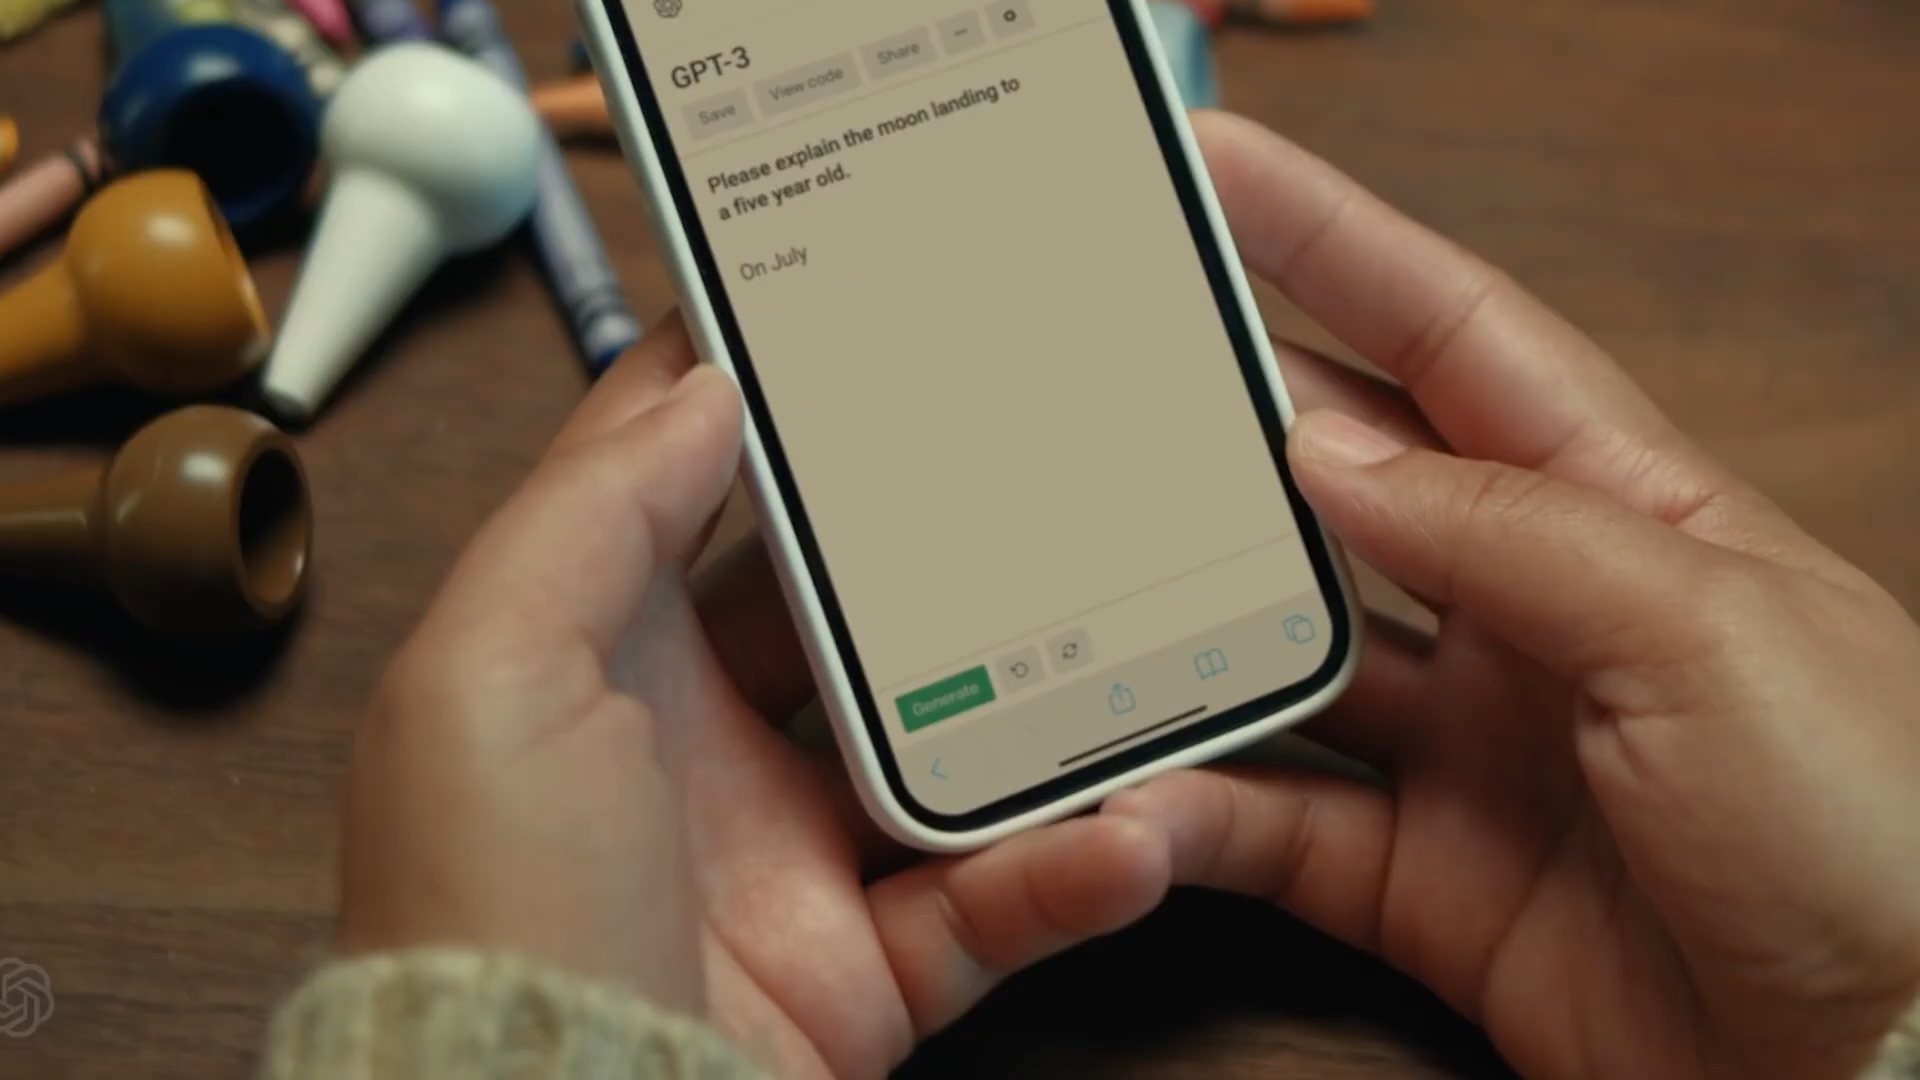 GPT-3
Save View code Share
Please explain the moon landing to
a five year old.
On July
Generate